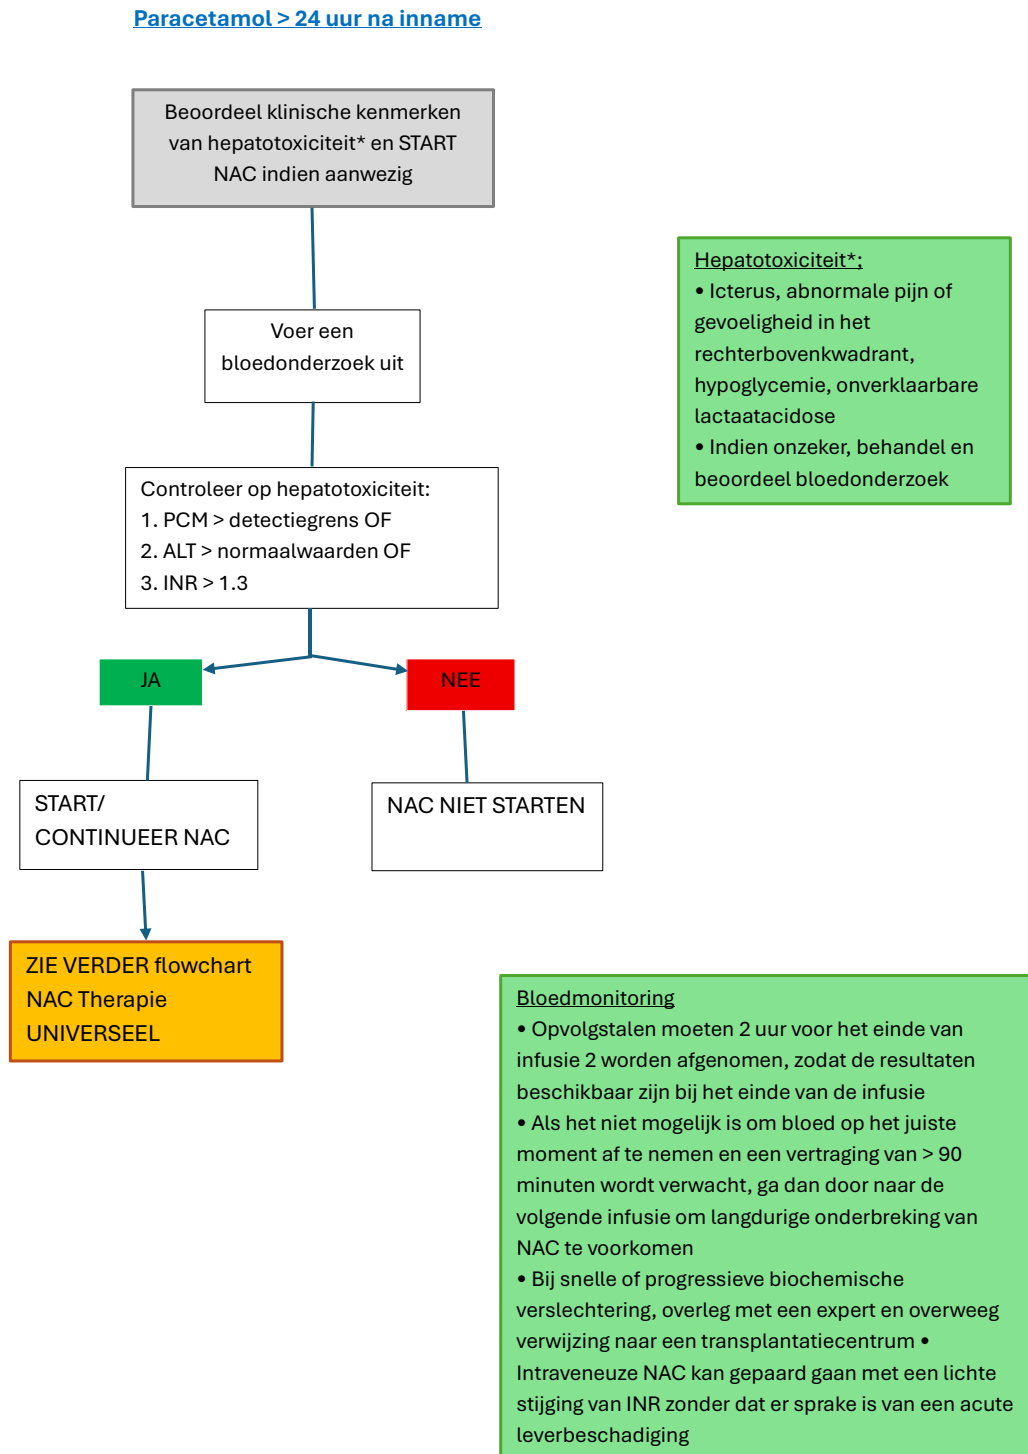 Paracetamol > 24 uur na inname
Beoordeel klinische kenmerken
van hepatotoxiciteit* en START
NAC indien aanwezig
Hepatotoxiciteit*;
• Icterus, abnormale pijn of
gevoeligheid in het
rechterbovenkwadrant,
hypoglycemie, onverklaarbare
lactaatacidose
• Indien onzeker, behandel en
beoordeel bloedonderzoek
Voer een
bloedonderzoek uit
Controleer op hepatotoxiciteit:
1. PCM > detectiegrens OF
2. ALT > normaalwaarden OF
3. INR > 1.3
JA
NEE
START/
CONTINUEER NAC
NAC NIET STARTEN
ZIE VERDER flowchart
NAC Therapie
UNIVERSEEL
Bloedmonitoring
• Opvolgstalen moeten 2 uur voor het einde van
infusie 2 worden afgenomen, zodat de resultaten
beschikbaar zijn bij het einde van de infusie
• Als het niet mogelijk is om bloed op het juiste
moment af te nemen en een vertraging van > 90
minuten wordt verwacht, ga dan door naar de
volgende infusie om langdurige onderbreking van
NAC te voorkomen
• Bij snelle of progressieve biochemische
verslechtering, overleg met een expert en overweeg
verwijzing naar een transplantatiecentrum •
Intraveneuze NAC kan gepaard gaan met een lichte
stijging van INR zonder dat er sprake is van een acute
leverbeschadiging